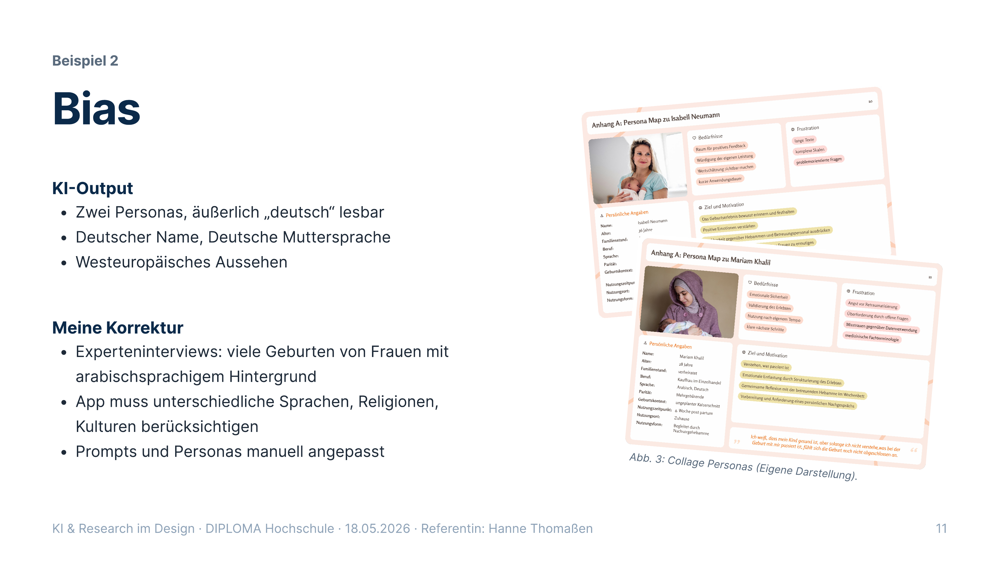 Beispiel 2
Bias
KI-Output
• Zwei Personas, äußerlich „deutsch“ lesbar
• Deutscher Name, Deutsche Muttersprache
• Westeuropäisches Aussehen
Meine Korrektur
• Experteninterviews: viele Geburten von Frauen mit
arabischsprachigem Hintergrund
• App muss unterschiedliche Sprachen, Religionen,
Kulturen berücksichtigen
• Prompts und Personas manuell angepasst
10
Anhang A: Persona Map zu Isabell Neumann
Bedürfnisse
Raum für positives Feedback
Würdigung der eigenen Leistung
Wertschätzung sichtbar machen
kurze Anwendungsdauer
Frustration
lange Texte
komplexe Skalen
problemorientierte Fragen
Persönliche Angaben
Name: Isabell Neumann
Alter: 36 Jahre
Familienstand:
Beruf:
Sprache:
Parität:
Geburtskontext:
Nutzungszeitpur
Nutzungsort:
Nutzungsform:
Ziel und Motivation
Das Geburtserlebnis bewusst erinnern und festhalten
Positive Emotionen verstärken
gegenüber Hebammen und Betreuungspersonal ausdrücken
Frauen zu ermutigen
11
Anhang A: Persona Map zu Mariam Khalil
Bedürfnisse
Emotionale Sicherheit
Validierung des Erlebten
Nutzung nach eigenem Tempo
klare nächste Schritte
Frustration
Angst vor Retraumatisierung
Überforderung durch offene Fragen
Misstrauen gegenüber Datenverwendung
medizinische Fachterminologie
Persönliche Angaben
Name: Mariam Khalil
Alter: 28 Jahre
Familienstand: verheiratet
Beruf: Kauffrau im Einzelhandel
Sprache: Arabisch, Deutsch
Parität: Mehrgebärende
Geburtskontext: ungeplanter Kaiserschnitt
Nutzungszeitpunkt: 4. Woche post partum
Nutzungsort: Zuhause
Nutzungsform: Begleitet durch
Nachsorgehebamme
Ziel und Motivation
Verstehen, was passiert ist
Emotionale Entlastung durch Strukturierung des Erlebten
Gemeinsame Reflexion mit der betreuenden Hebamme im Wochenbett
Vorbereitung und Anforderung eines persönlichen Nachgesprächs
„ Ich weiß, dass mein Kind gesund ist, aber solange ich nicht verstehe,was bei der
Geburt mit mir passiert ist, fühlt sich die Geburt noch nicht abgeschlossen an. “
Abb. 3: Collage Personas (Eigene Darstellung).
KI & Research im Design · DIPLOMA Hochschule · 18.05.2026 · Referentin: Hanne Thomaßen
11